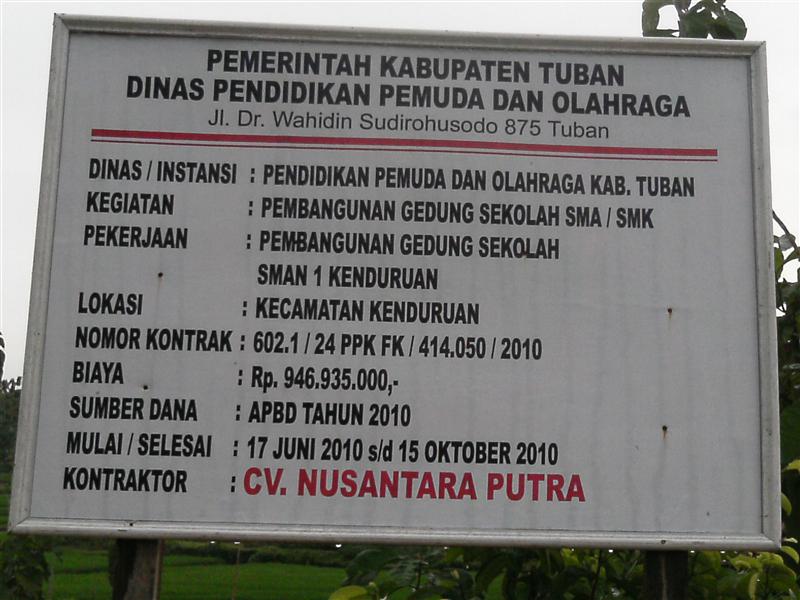 PEMERINTAH KABUPATEN TUBAN
DINAS PENDIDIKAN PEMUDA DAN OLAHRAGA
Jl. Dr. Wahidin Sudirohusodo 875 Tuban
DINAS / INSTANSI : PENDIDIKAN PEMUDA DAN OLAHRAGA KAB. TUBAN
KEGIATAN : PEMBANGUNAN GEDUNG SEKOLAH SMA / SMK
PEKERJAAN : PEMBANGUNAN GEDUNG SEKOLAH
SMAN 1 KENDURUAN
LOKASI : KECAMATAN KENDURUAN
NOMOR KONTRAK : 602.1 / 24 PPK FK / 414.050 / 2010
BIAYA : Rp. 946.935.000,-
SUMBER DANA : APBD TAHUN 2010
MULAI / SELESAI : 17 JUNI 2010 s/d 15 OKTOBER 2010
KONTRAKTOR : CV. NUSANTARA PUTRA